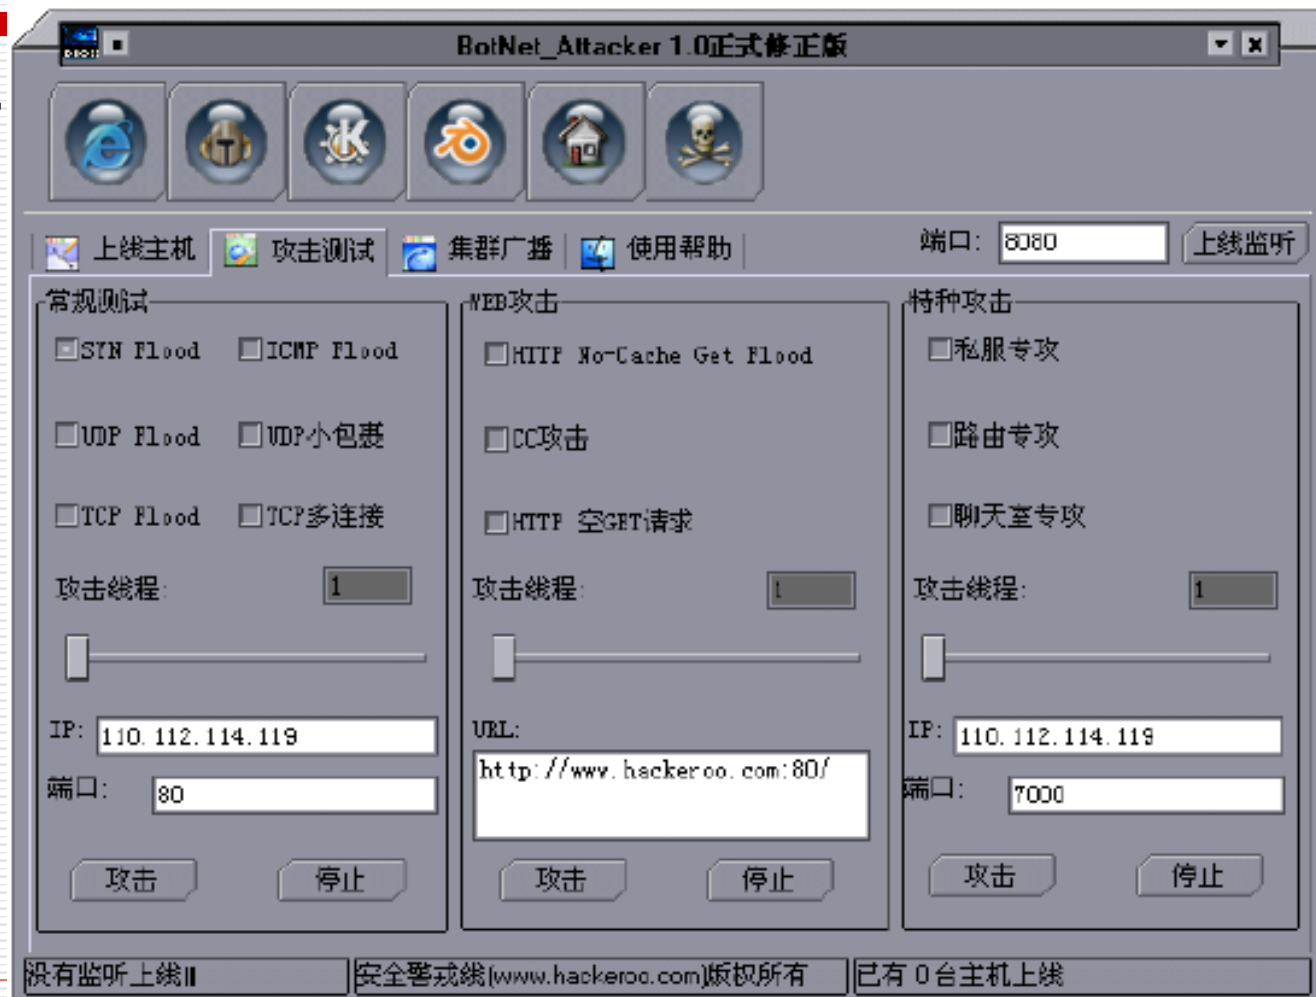 BotNet_Attacker 1.0正式修正版
上线主机 攻击测试 集群广播 使用帮助 端口: 8080 上线监听
常规测试
SYN Flood ICMP Flood
UDP Flood UDP小包裹
TCP Flood TCP多连接
攻击线程: 1
IP: 110.112.114.119
端口: 80
攻击 停止
WEB攻击
HTTP No-Cache Get Flood
CC攻击
HTTP 空GET请求
攻击线程: 1
URL:
http://www.hackeroo.com:80/
攻击 停止
特种攻击
私服专攻
路由专攻
聊天室专攻
攻击线程: 1
IP: 110.112.114.119
端口: 7000
攻击 停止
没有监听上线!! 安全警戒线(www.hackeroo.com)版权所有 已有 0 台主机上线